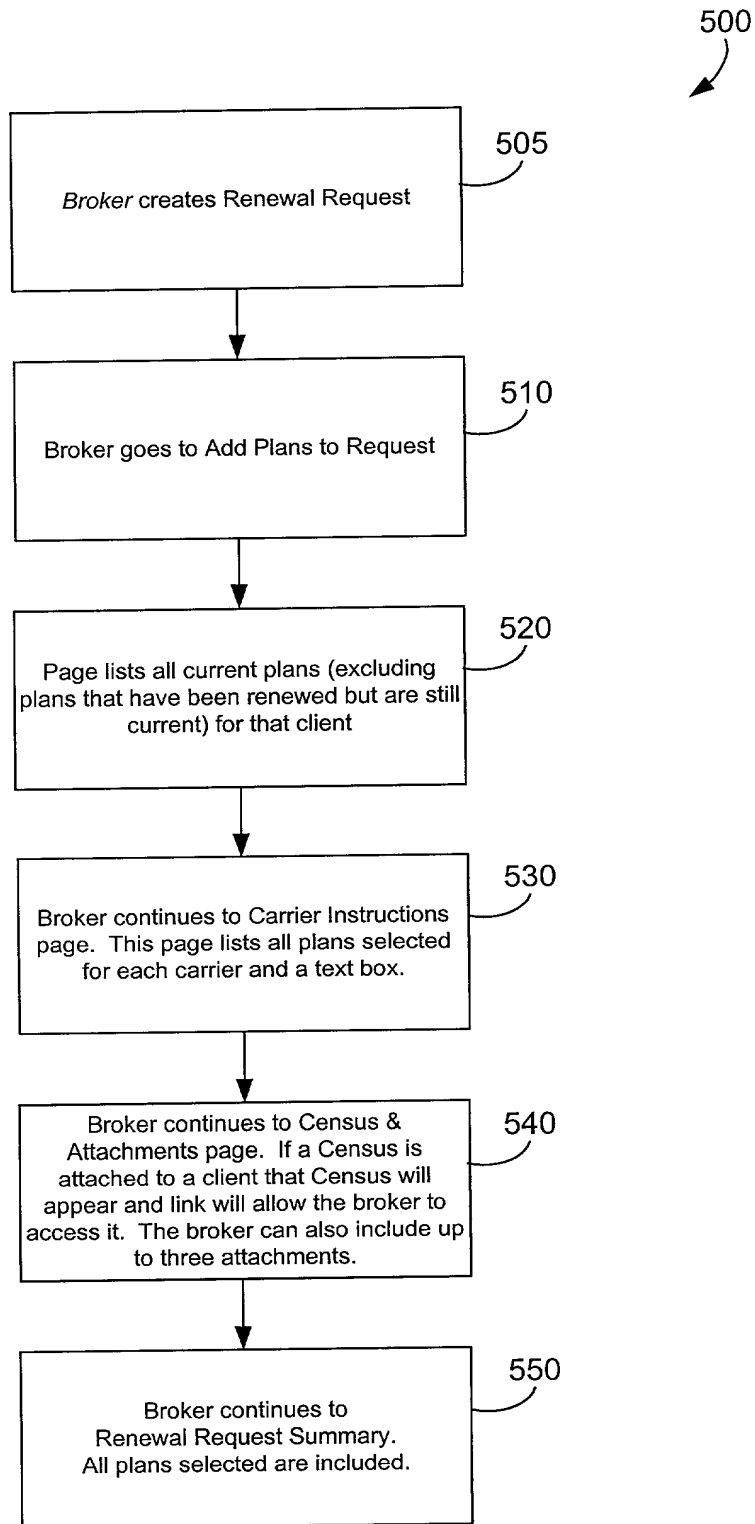 500
505
Broker creates Renewal Request
510
Broker goes to Add Plans to Request
520
Page lists all current plans (excluding
plans that have been renewed but are still
current) for that client
530
Broker continues to Carrier Instructions
page.  This page lists all plans selected
for each carrier and a text box.
540
Broker continues to Census &
Attachments page.  If a Census is
attached to a client that Census will
appear and link will allow the broker to
access it.  The broker can also include up
to three attachments.
550
Broker continues to
Renewal Request Summary.
All plans selected are included.